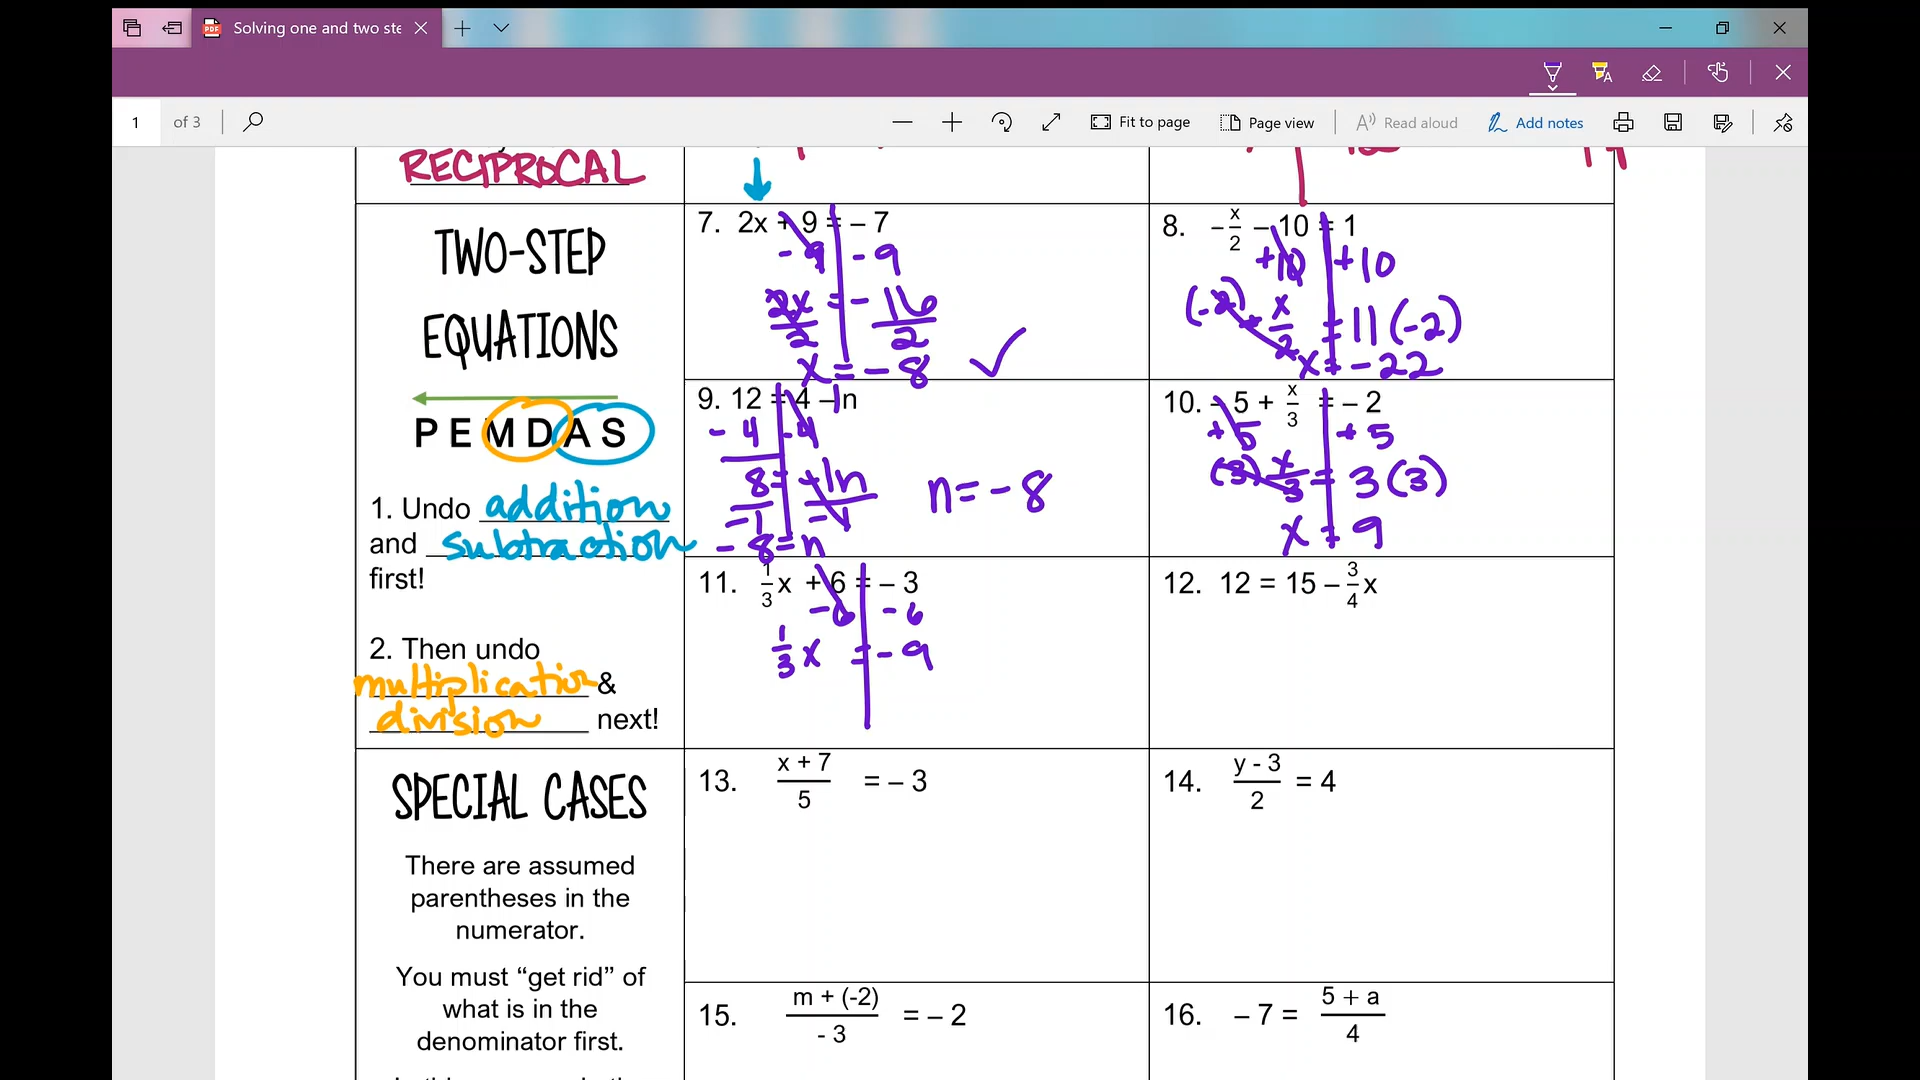 Solving one and two ste
1 of 3
Fit to page
Page view
Read aloud
Add notes
RECIPROCAL
TWO-STEP
EQUATIONS
P E M D A S
1. Undo addition
and subtraction
first!
2. Then undo
multiplication &
division next!
7. 2x + 9 = – 7
- 9 - 9
2x = - 16
2 2
x = - 8 ✓
8. – x/2 – 10 = 1
+10 +10
(-2) - x/2 = 11 (-2)
x = - 22
9. 12 = 4 – 1n
- 4 - 4
8 = -1n
-1 -1
- 8 = n
n = - 8
10. – 5 + x/3 = – 2
+ 5 + 5
(3) x/3 = 3 (3)
x = 9
11. 1/3 x + 6 = – 3
- 6 - 6
1/3 x = - 9
12. 12 = 15 – 3/4 x
SPECIAL CASES
There are assumed
parentheses in the
numerator.
You must “get rid” of
what is in the
denominator first.
13. x + 7 = – 3
5
14. y - 3 = 4
2
15. m + (-2) = – 2
- 3
16. – 7 = 5 + a
4